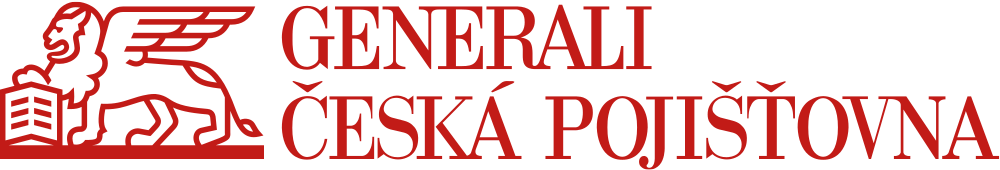 GENERALI
ČESKÁ POJIŠŤOVNA